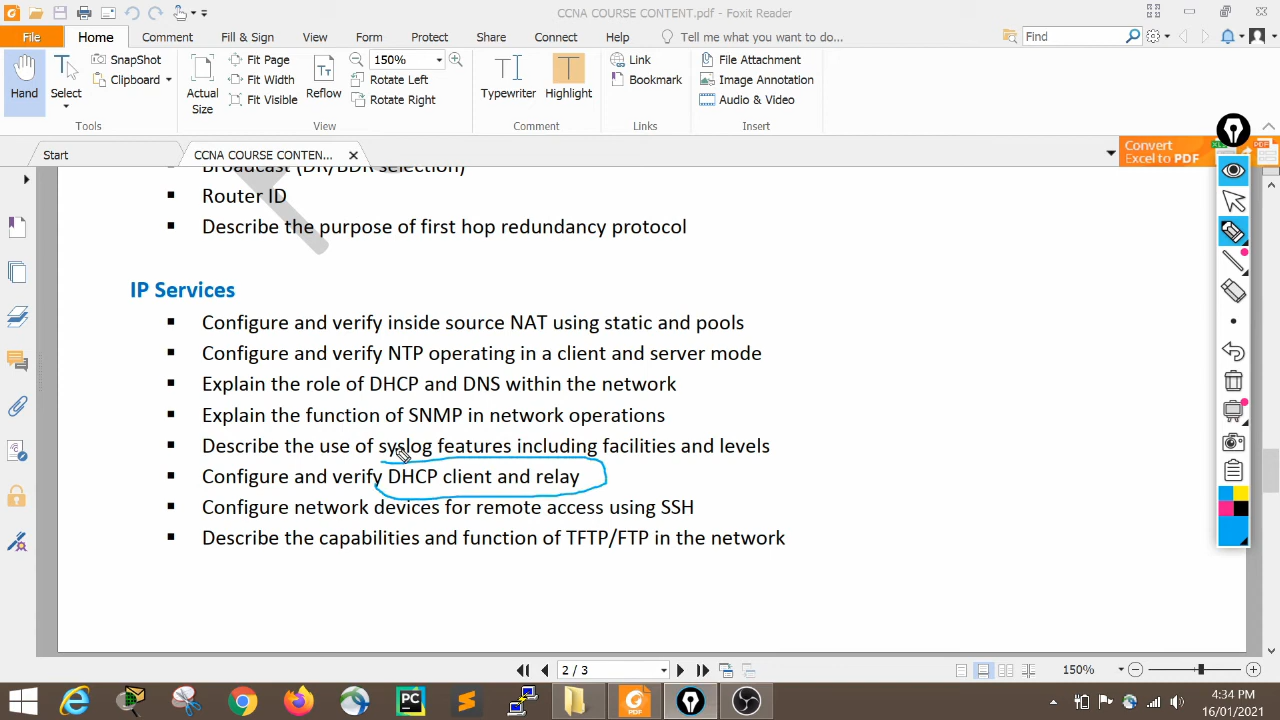 CCNA COURSE CONTENT.pdf - Foxit Reader
File Home Comment Fill & Sign View Form Protect Share Connect Help Tell me what you want to do... Find
SnapShot Fit Page 150% Link File Attachment
Clipboard Fit Width Rotate Left Bookmark Image Annotation
Hand Select Actual Size Fit Visible Reflow Rotate Right Typewriter Highlight Audio & Video
Tools View Comment Links Insert
Start CCNA COURSE CONTEN... Convert
Excel to PDF
Broadcast (DR/BDR selection)
▪ Router ID
▪ Describe the purpose of first hop redundancy protocol
IP Services
▪ Configure and verify inside source NAT using static and pools
▪ Configure and verify NTP operating in a client and server mode
▪ Explain the role of DHCP and DNS within the network
▪ Explain the function of SNMP in network operations
▪ Describe the use of syslog features including facilities and levels
▪ Configure and verify DHCP client and relay
▪ Configure network devices for remote access using SSH
▪ Describe the capabilities and function of TFTP/FTP in the network
2 / 3 150%
PC PDF 4:34 PM
16/01/2021